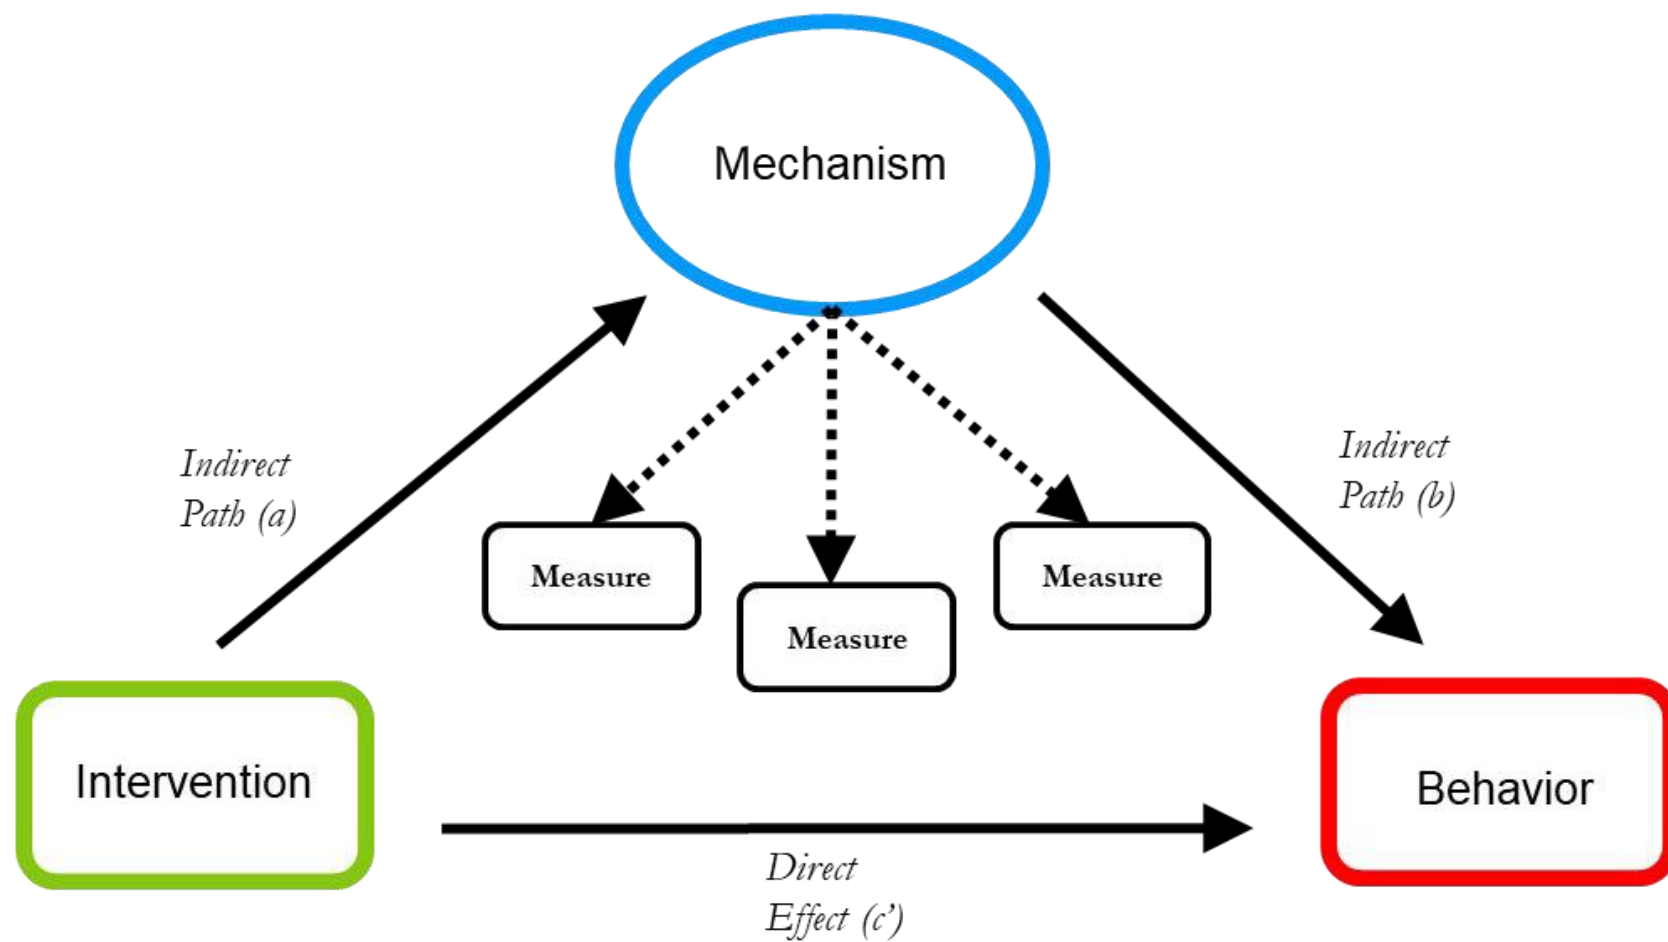 Mechanism
Indirect
Path (a)
Indirect
Path (b)
Measure
Measure
Measure
Intervention
Behavior
Direct
Effect (c’)